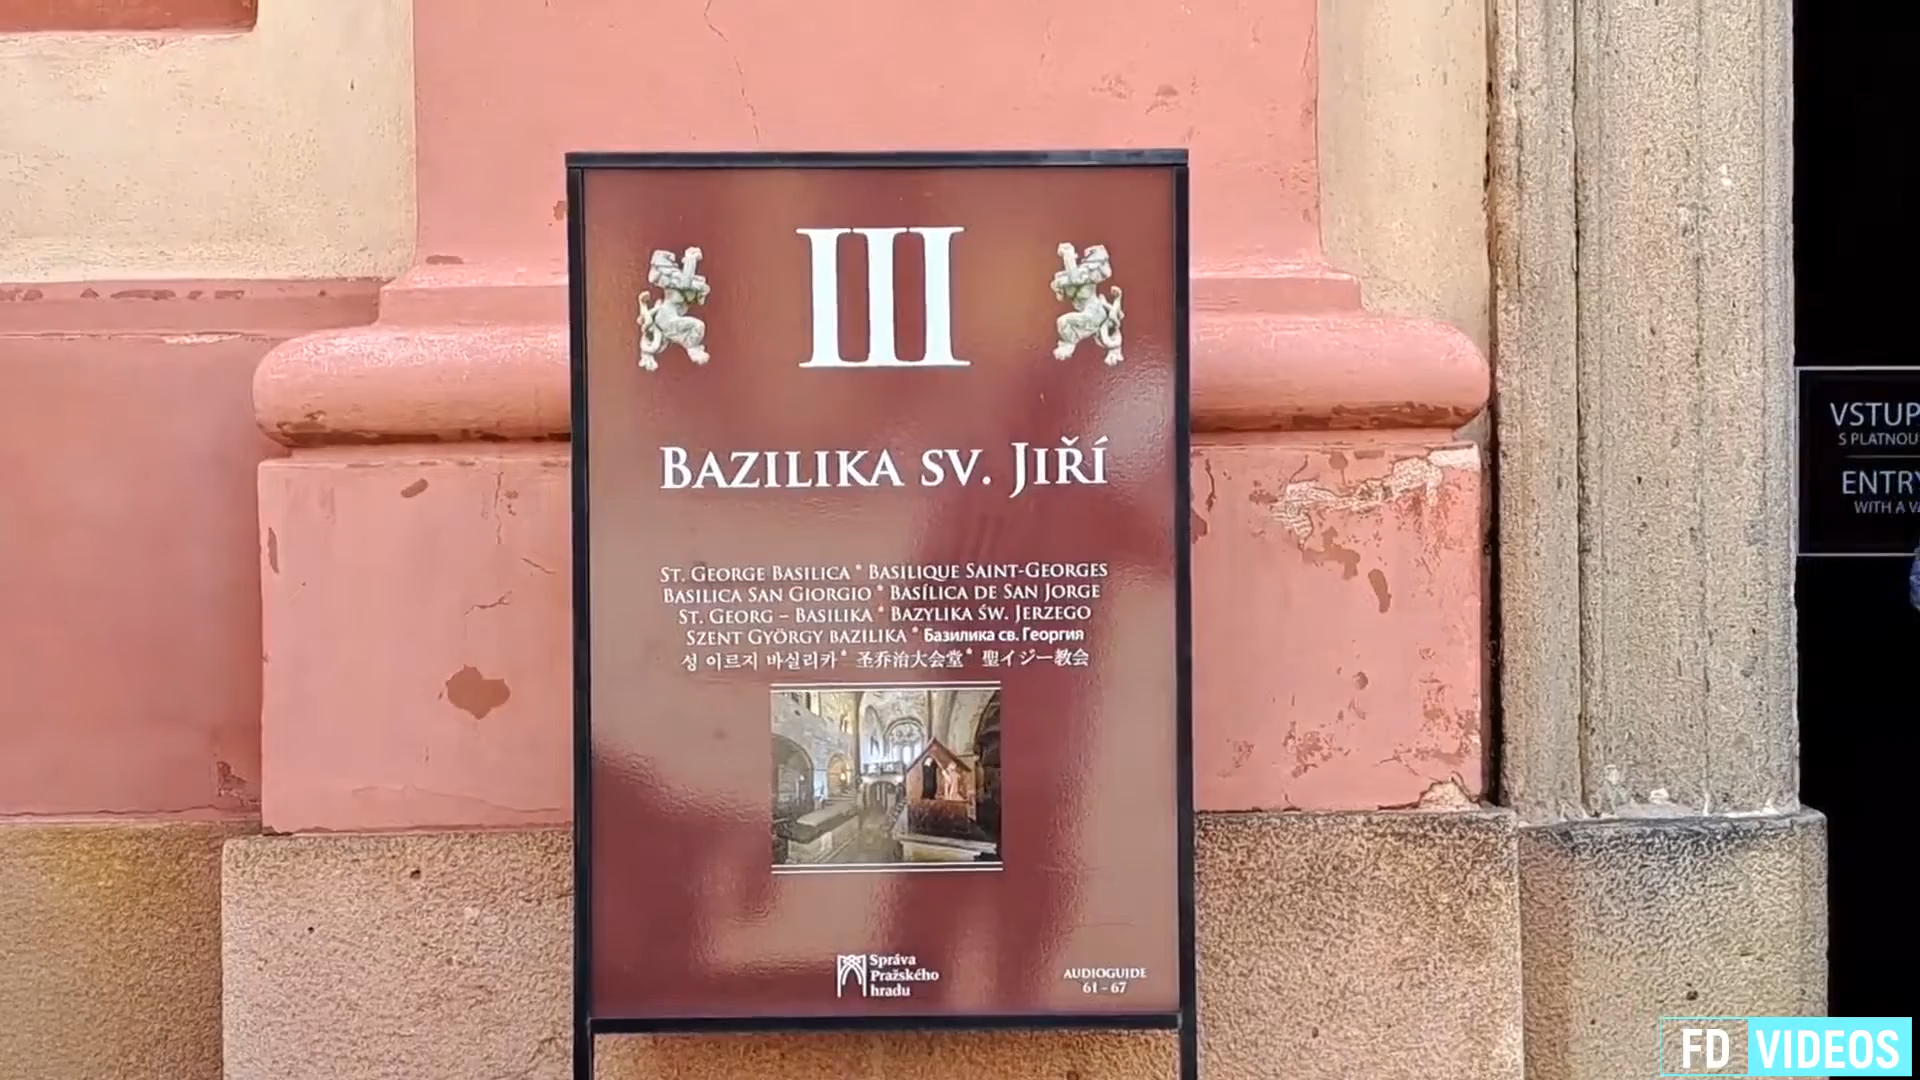 III
BAZILIKA SV. JIŘÍ
ST. GEORGE BASILICA * BASILIQUE SAINT-GEORGES
BASILICA SAN GIORGIO * BASÍLICA DE SAN JORGE
ST. GEORG – BASILIKA * BAZYLIKA ŚW. JERZEGO
SZENT GYÖRGY BAZILIKA * Базилика св. Георгия
성 이르지 바실리카 * 圣乔治大会堂 * 聖イジー教会
Správa
Pražského
hradu
AUDIOGUIDE
61 - 67
VSTUP
S PLATNOU
ENTRY
WITH A
FD VIDEOS